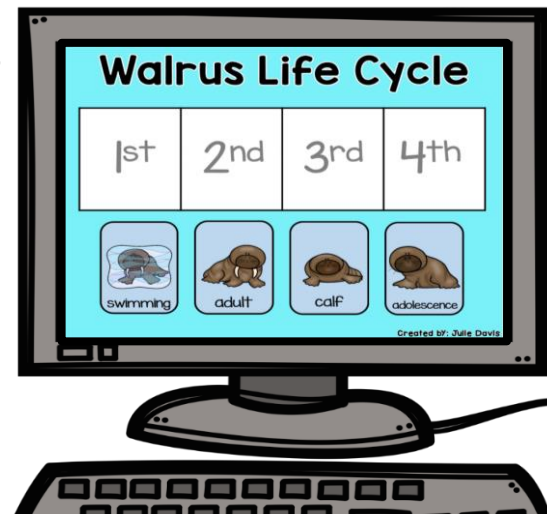 Walrus Life Cycle
1st 2nd 3rd 4th
swimming adult calf adolescence
Created by: Julie Davis